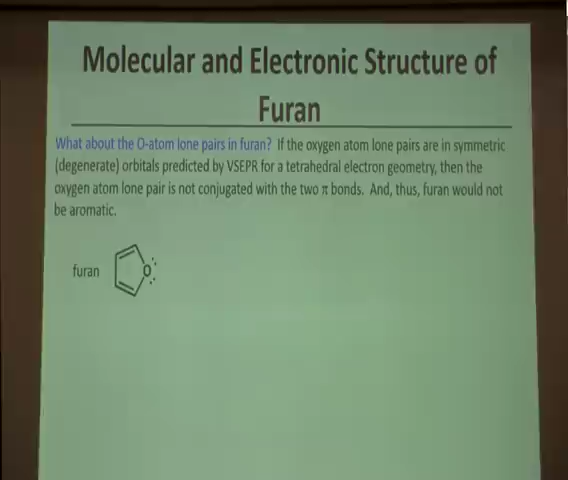 Molecular and Electronic Structure of
Furan
What about the O-atom lone pairs in furan? If the oxygen atom lone pairs are in symmetric
(degenerate) orbitals predicted by VSEPR for a tetrahedral electron geometry, then the
oxygen atom lone pair is not conjugated with the two π bonds. And, thus, furan would not
be aromatic.
furan
O